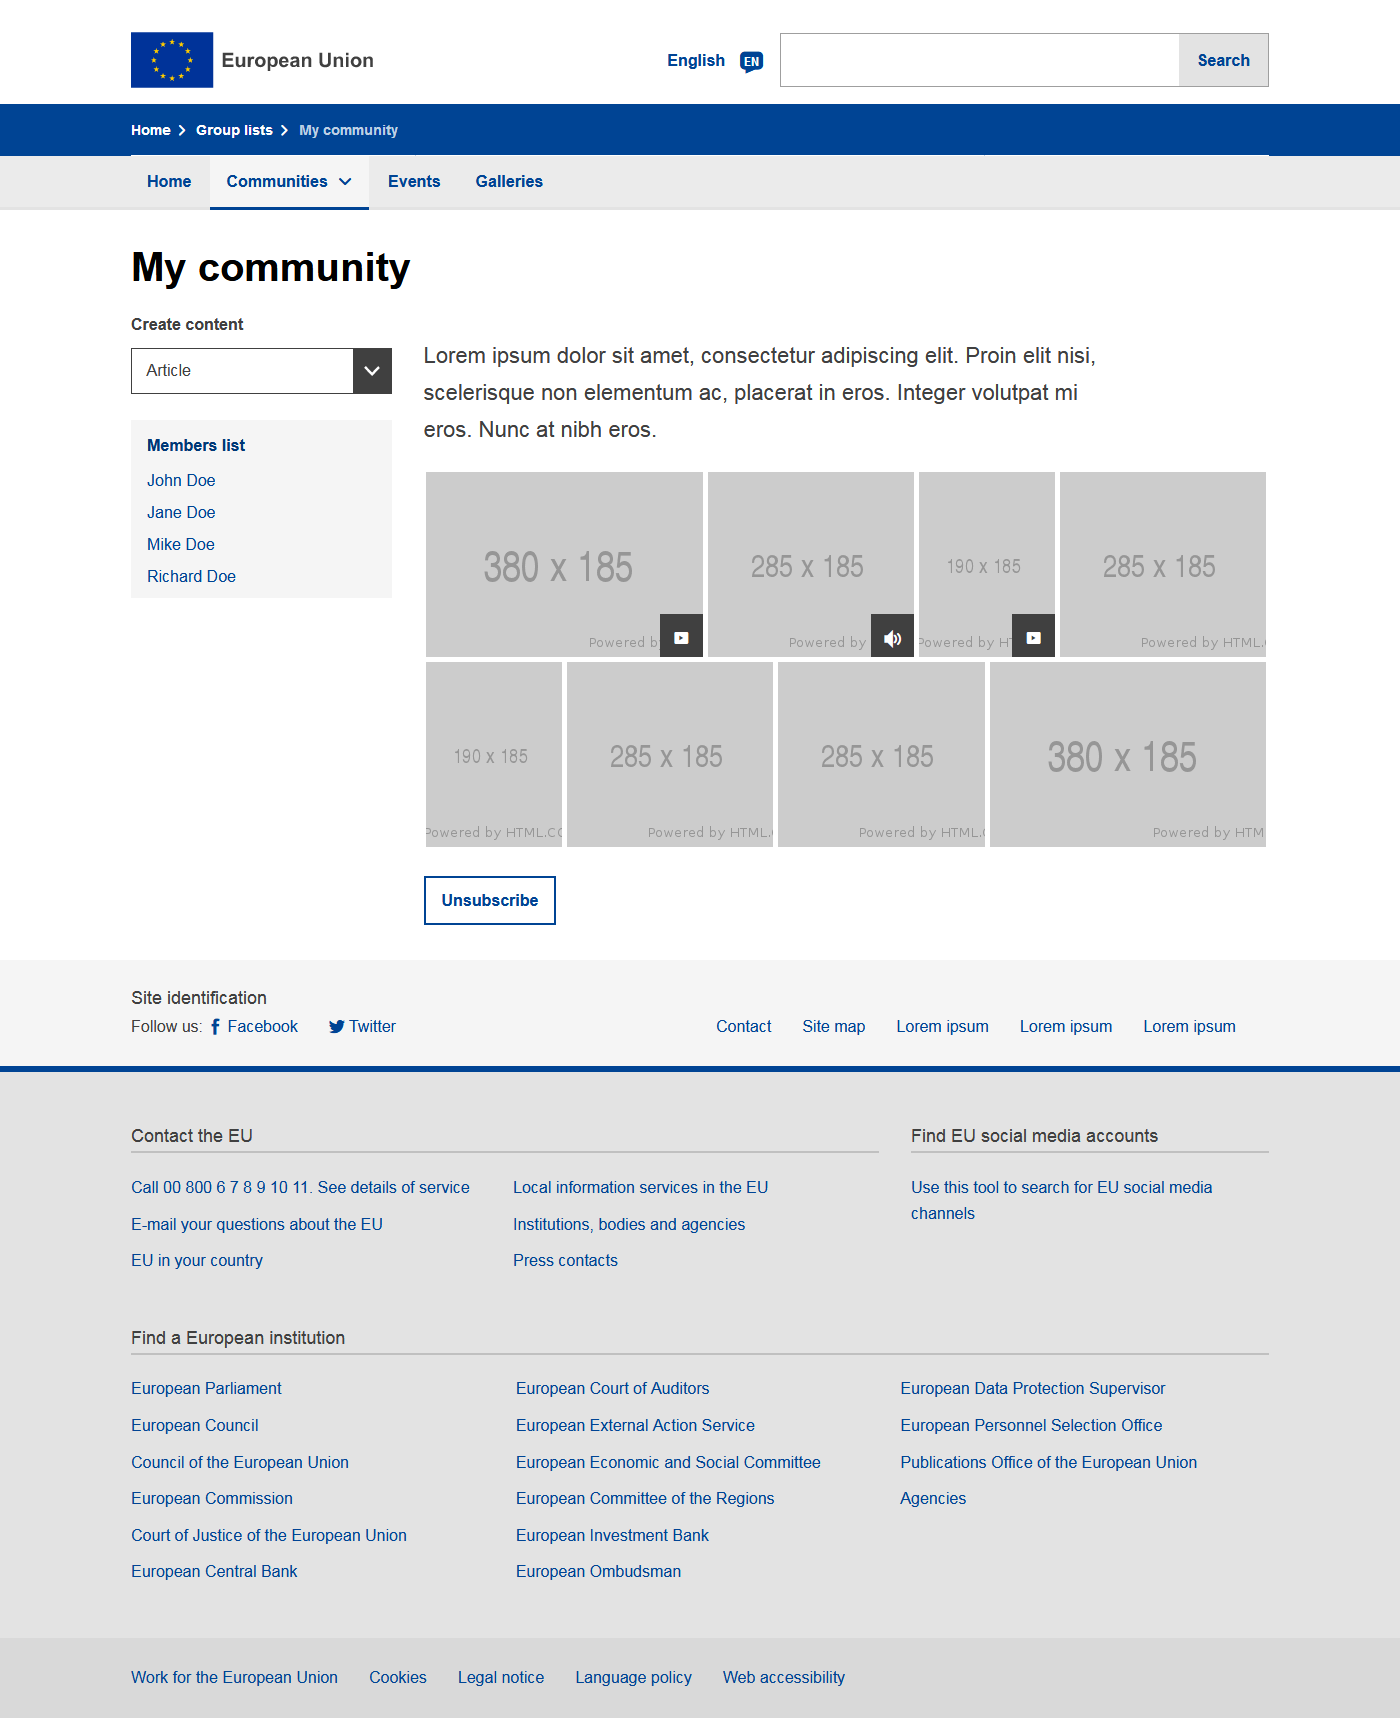 European Union
English EN Search
Home Group lists My community
Home Communities Events Galleries
My community
Create content
Article
Members list
John Doe
Jane Doe
Mike Doe
Richard Doe
Lorem ipsum dolor sit amet, consectetur adipiscing elit. Proin elit nisi,
scelerisque non elementum ac, placerat in eros. Integer volutpat mi
eros. Nunc at nibh eros.
380 x 185
Powered b
285 x 185
Powered by
190 x 185
Powered by H
285 x 185
Powered by HTML.
190 x 185
Powered by HTML.CO
285 x 185
Powered by HTML.
285 x 185
Powered by HTML.
380 x 185
Powered by HTM
Unsubscribe
Site identification
Follow us: Facebook Twitter
Contact Site map Lorem ipsum Lorem ipsum Lorem ipsum
Contact the EU
Call 00 800 6 7 8 9 10 11. See details of service
E-mail your questions about the EU
EU in your country
Local information services in the EU
Institutions, bodies and agencies
Press contacts
Find EU social media accounts
Use this tool to search for EU social media
channels
Find a European institution
European Parliament
European Council
Council of the European Union
European Commission
Court of Justice of the European Union
European Central Bank
European Court of Auditors
European External Action Service
European Economic and Social Committee
European Committee of the Regions
European Investment Bank
European Ombudsman
European Data Protection Supervisor
European Personnel Selection Office
Publications Office of the European Union
Agencies
Work for the European Union Cookies Legal notice Language policy Web accessibility